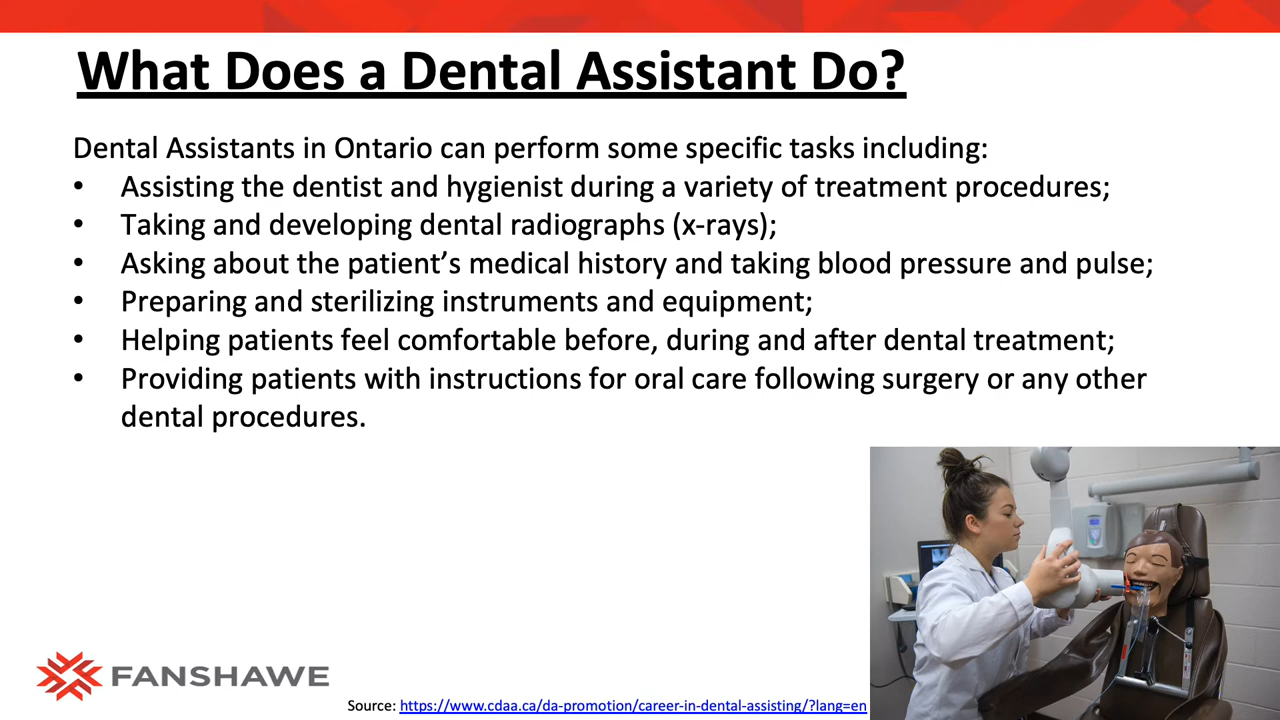 What Does a Dental Assistant Do?
Dental Assistants in Ontario can perform some specific tasks including:
• Assisting the dentist and hygienist during a variety of treatment procedures;
• Taking and developing dental radiographs (x-rays);
• Asking about the patient’s medical history and taking blood pressure and pulse;
• Preparing and sterilizing instruments and equipment;
• Helping patients feel comfortable before, during and after dental treatment;
• Providing patients with instructions for oral care following surgery or any other
dental procedures.
FANSHAWE
Source: https://www.cdaa.ca/da-promotion/career-in-dental-assisting/?lang=en